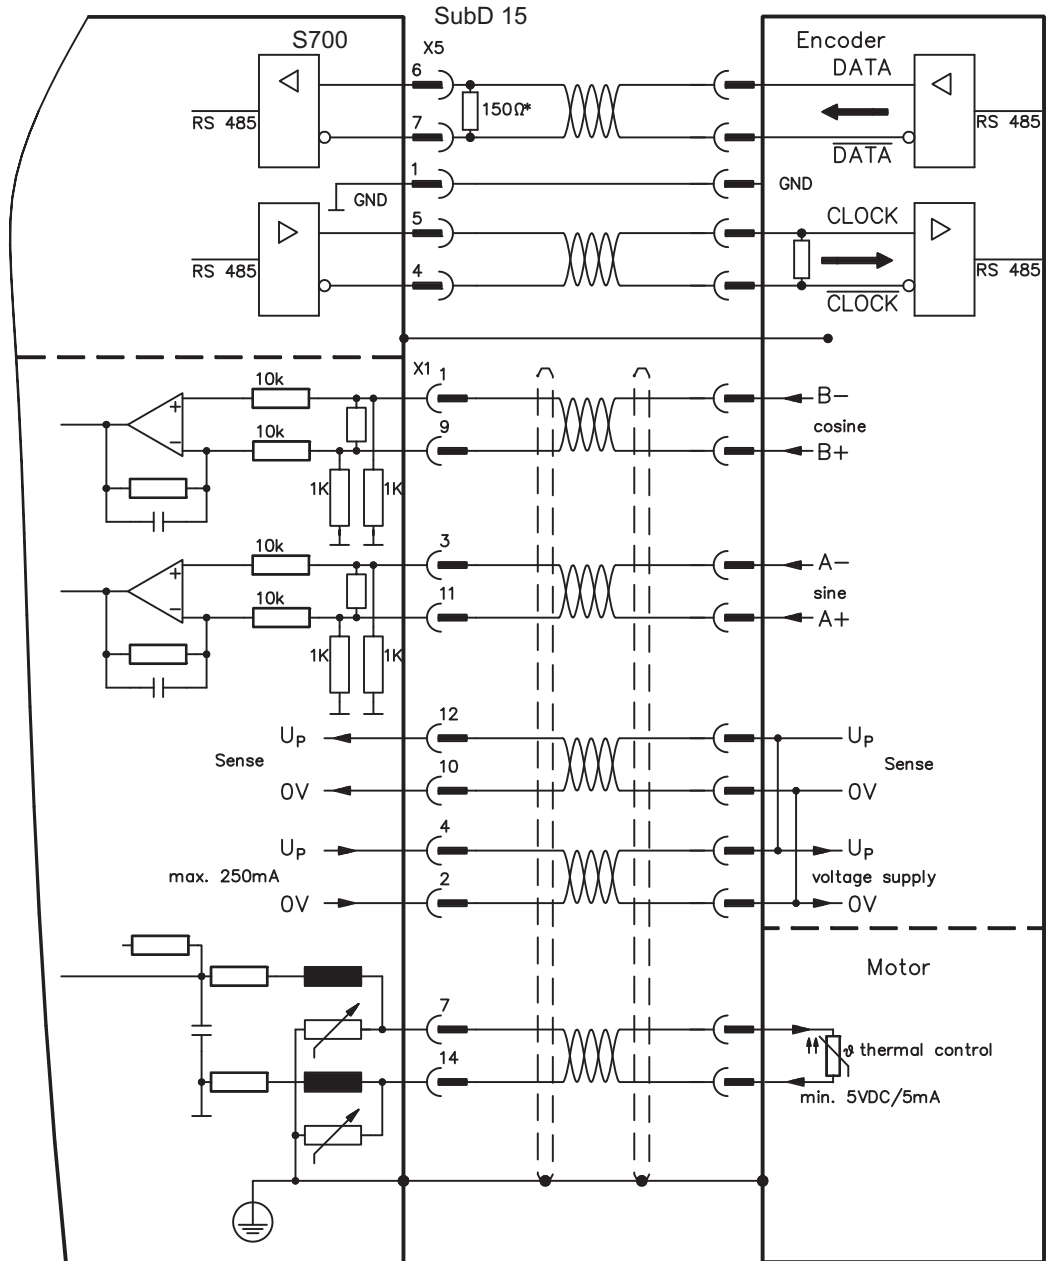 SubD 15
S700
X5
Encoder
6
DATA
150Ω*
RS 485
RS 485
7
DATA
1
GND
GND
5
CLOCK
RS 485
RS 485
4
CLOCK
X1
1
10k
B-
cosine
10k
9
B+
1K
1K
3
10k
A-
sine
10k
11
A+
1K
1K
12
UP
UP
Sense
Sense
10
0V
0V
4
UP
UP
max. 250mA
voltage supply
2
0V
0V
Motor
7
ϑ thermal control
14
min. 5VDC/5mA